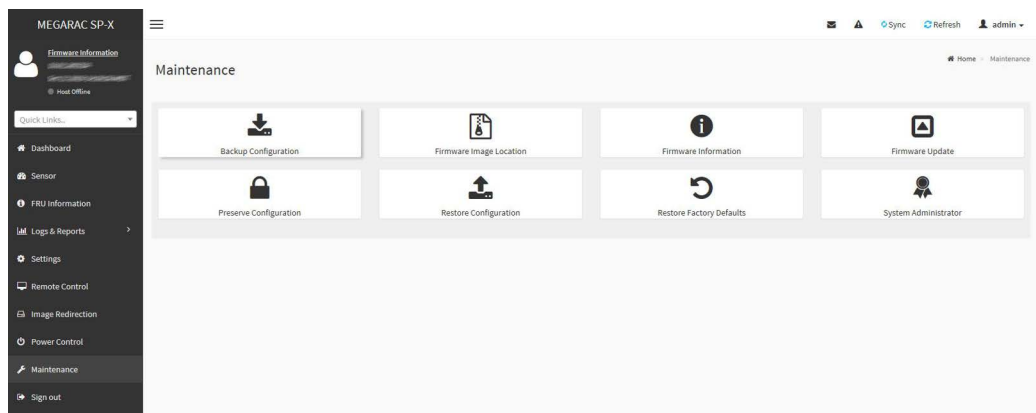 MEGARAC SP-X
Sync
Refresh
admin
Firmware Information
Host Offline
Quick Links..
Dashboard
Sensor
FRU Information
Logs & Reports
Settings
Remote Control
Image Redirection
Power Control
Maintenance
Sign out
Maintenance
Home
Maintenance
Backup Configuration
Firmware Image Location
Firmware Information
Firmware Update
Preserve Configuration
Restore Configuration
Restore Factory Defaults
System Administrator